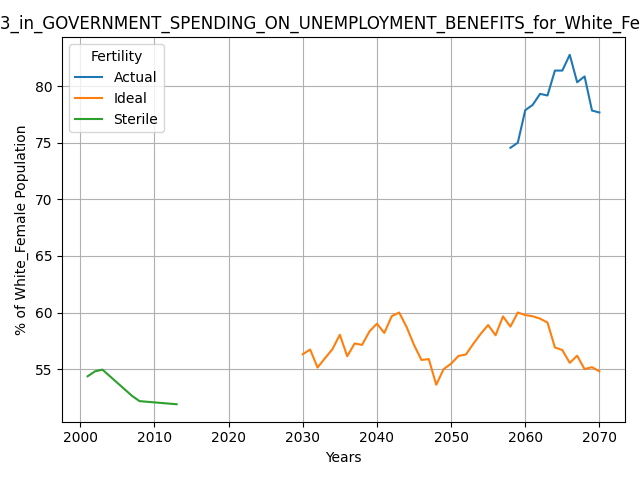 3_in_GOVERNMENT_SPENDING_ON_UNEMPLOYMENT_BENEFITS_for_White_Fe
Fertility
Actual
Ideal
Sterile
% of White_Female Population
80
75
70
65
60
55
2000 2010 2020 2030 2040 2050 2060 2070
Years